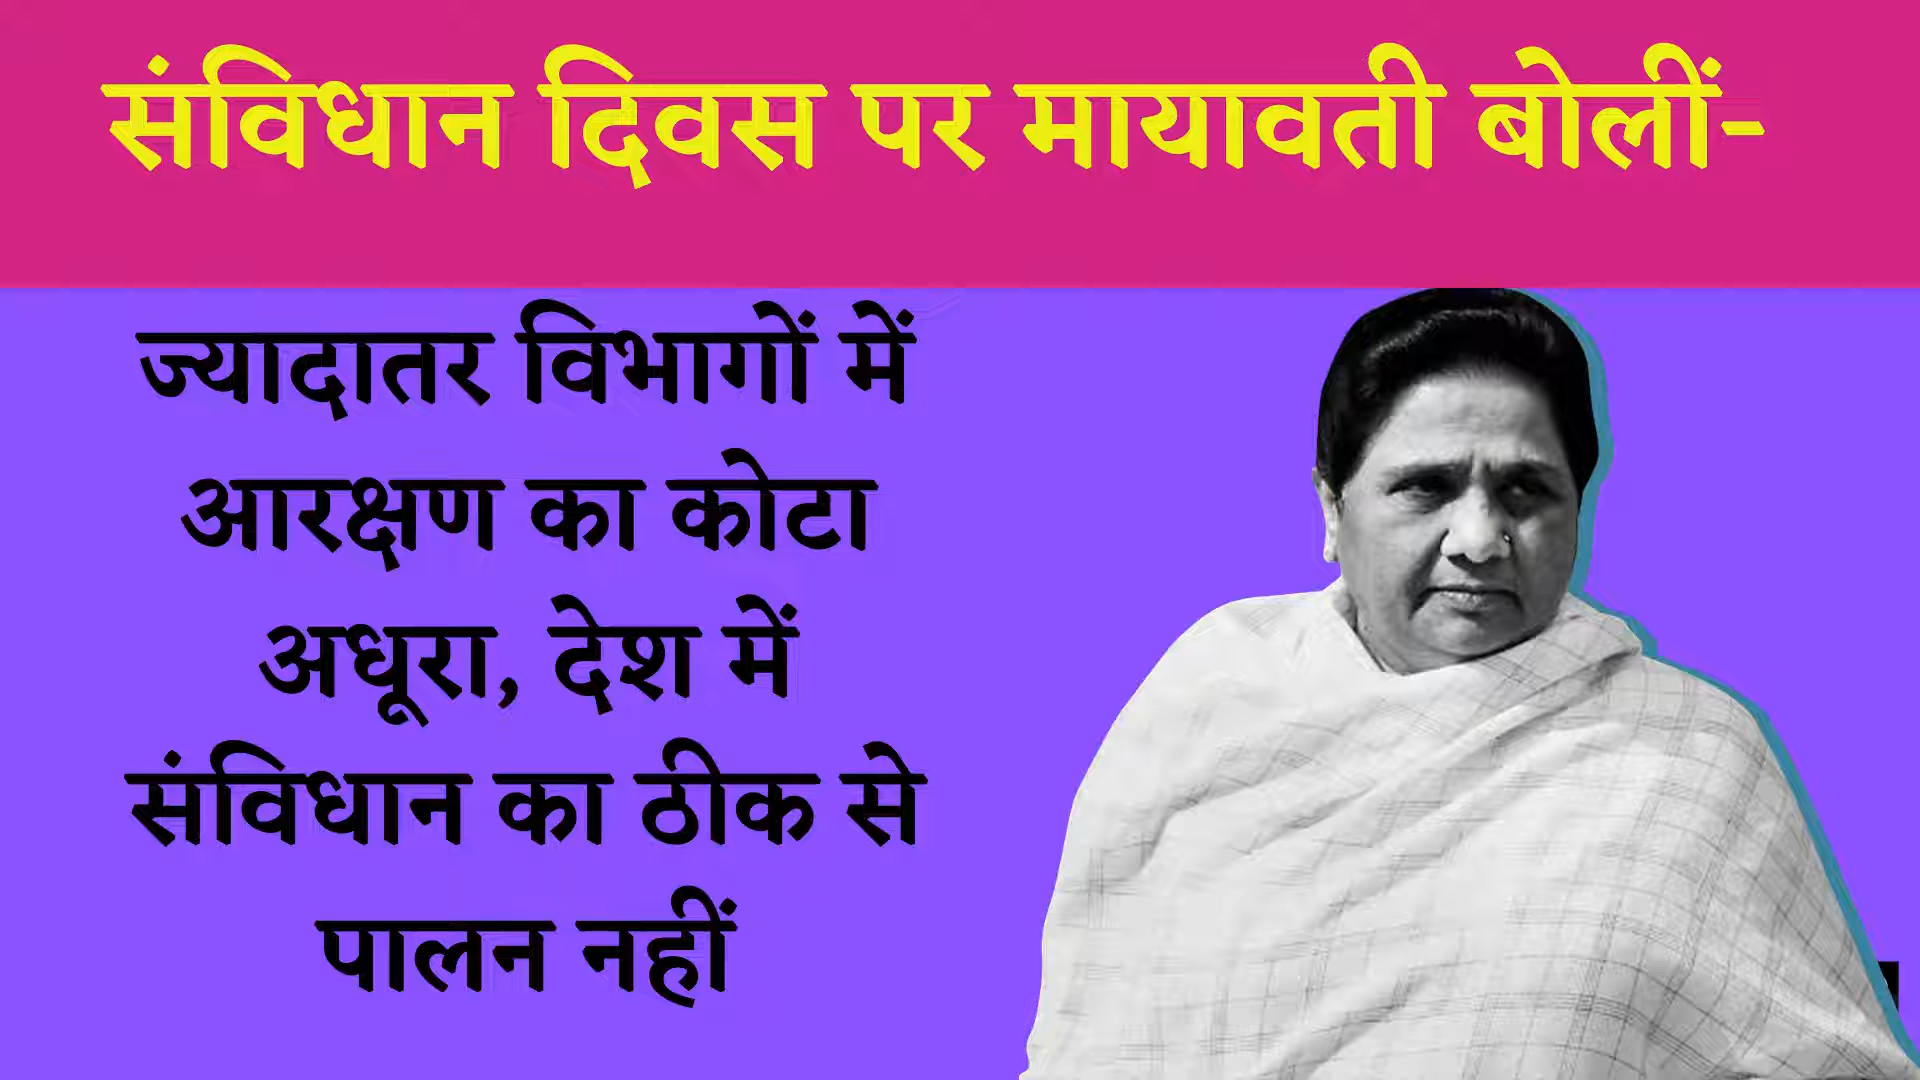 संविधान दिवस पर मायावती बोलीं-
ज्यादातर विभागों में
आरक्षण का कोटा
अधूरा, देश में
संविधान का ठीक से
पालन नहीं